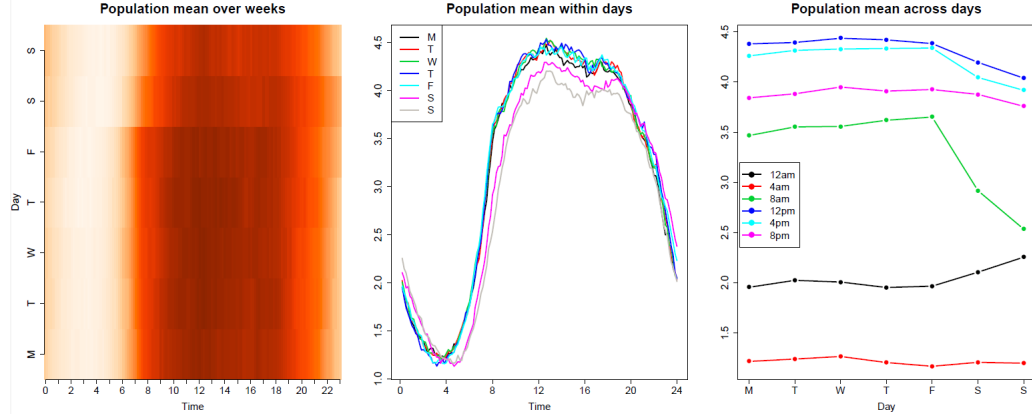 Population mean over weeks
S
S
F
T
W
T
M
Day
0 2 4 6 8 10 12 14 16 18 20 22
Time
Population mean within days
M
T
W
T
F
S
S
4.5
4.0
3.5
3.0
2.5
2.0
1.5
1.0
0 4 8 12 16 20 24
Time
Population mean across days
4.5
4.0
3.5
3.0
2.5
2.0
1.5
12am
4am
8am
12pm
4pm
8pm
M T W T F S S
Day